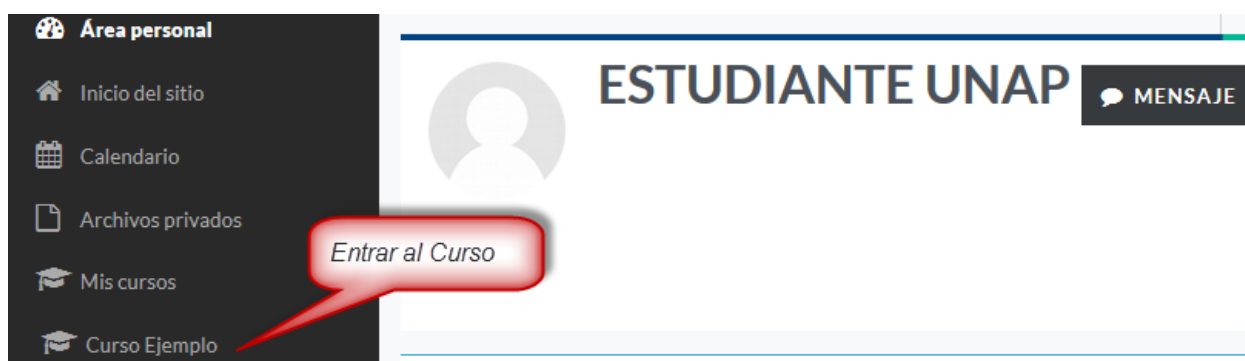 Área personal
Inicio del sitio
Calendario
Archivos privados
Mis cursos
Curso Ejemplo
ESTUDIANTE UNAP
MENSAJE
Entrar al Curso